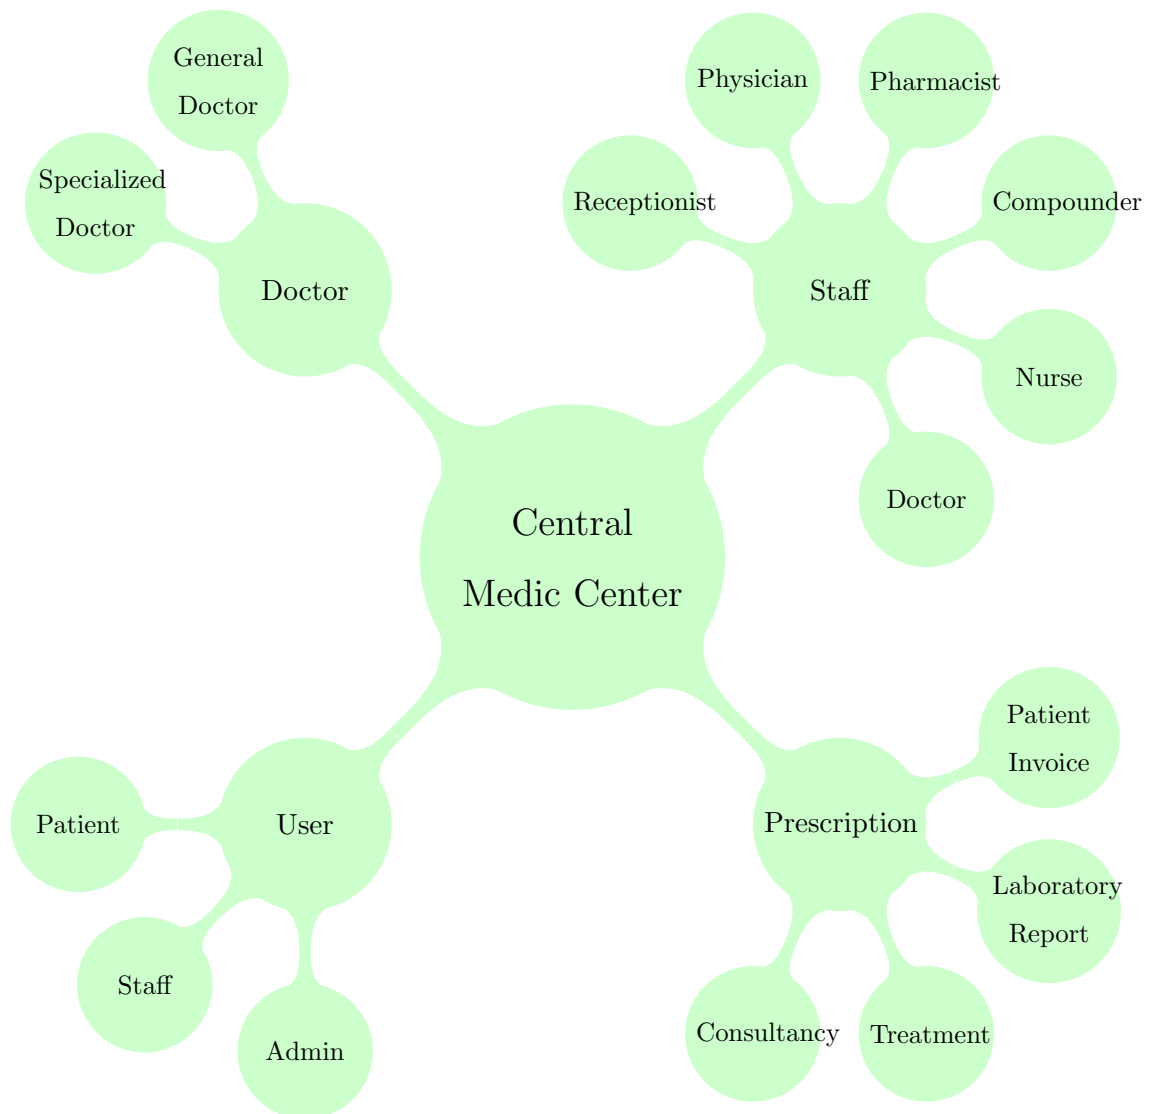 General
Doctor
Specialized
Doctor
Doctor
Physician
Pharmacist
Receptionist
Compounder
Staff
Nurse
Doctor
Central
Medic Center
Patient
User
Staff
Admin
Prescription
Patient
Invoice
Laboratory
Report
Consultancy
Treatment